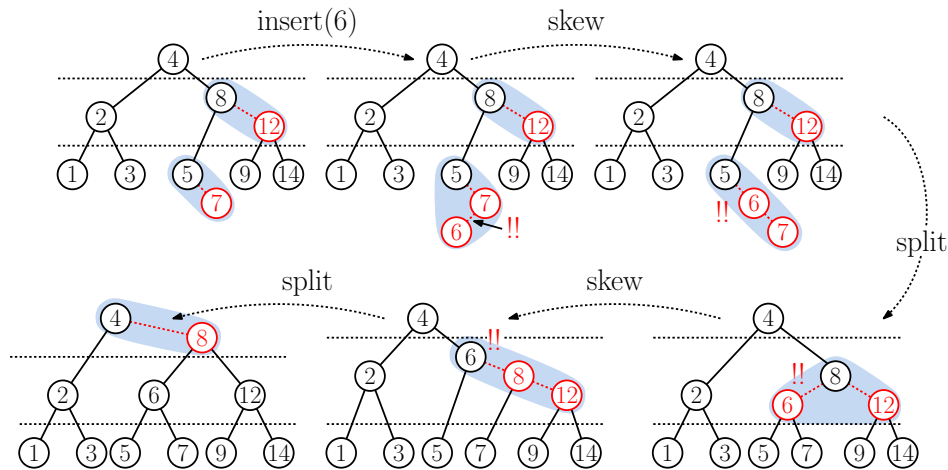 insert(6) skew
4 4 4
8 8 8
2 12 2 12 2 12
1 3 5 9 14 1 3 5 9 14 1 3 5 9 14
7 7 !! 6
6 !! 7
split
split skew
4 4 4
8 6 !! 8
2 6 12 2 8 12 !! 6 12
1 3 5 7 9 14 1 3 5 7 9 14 1 3 5 7 9 14